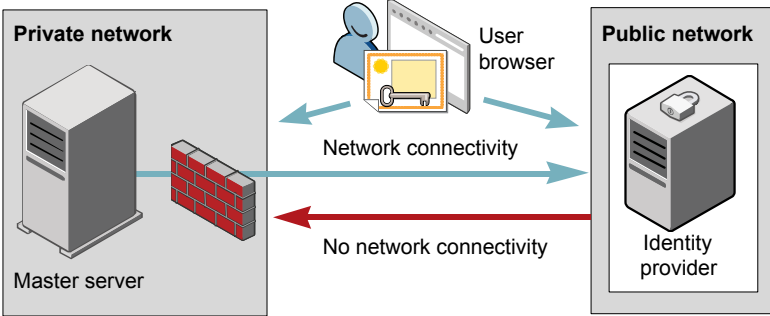 Private network
User
browser
Public network
Network connectivity
No network connectivity
Master server
Identity
provider